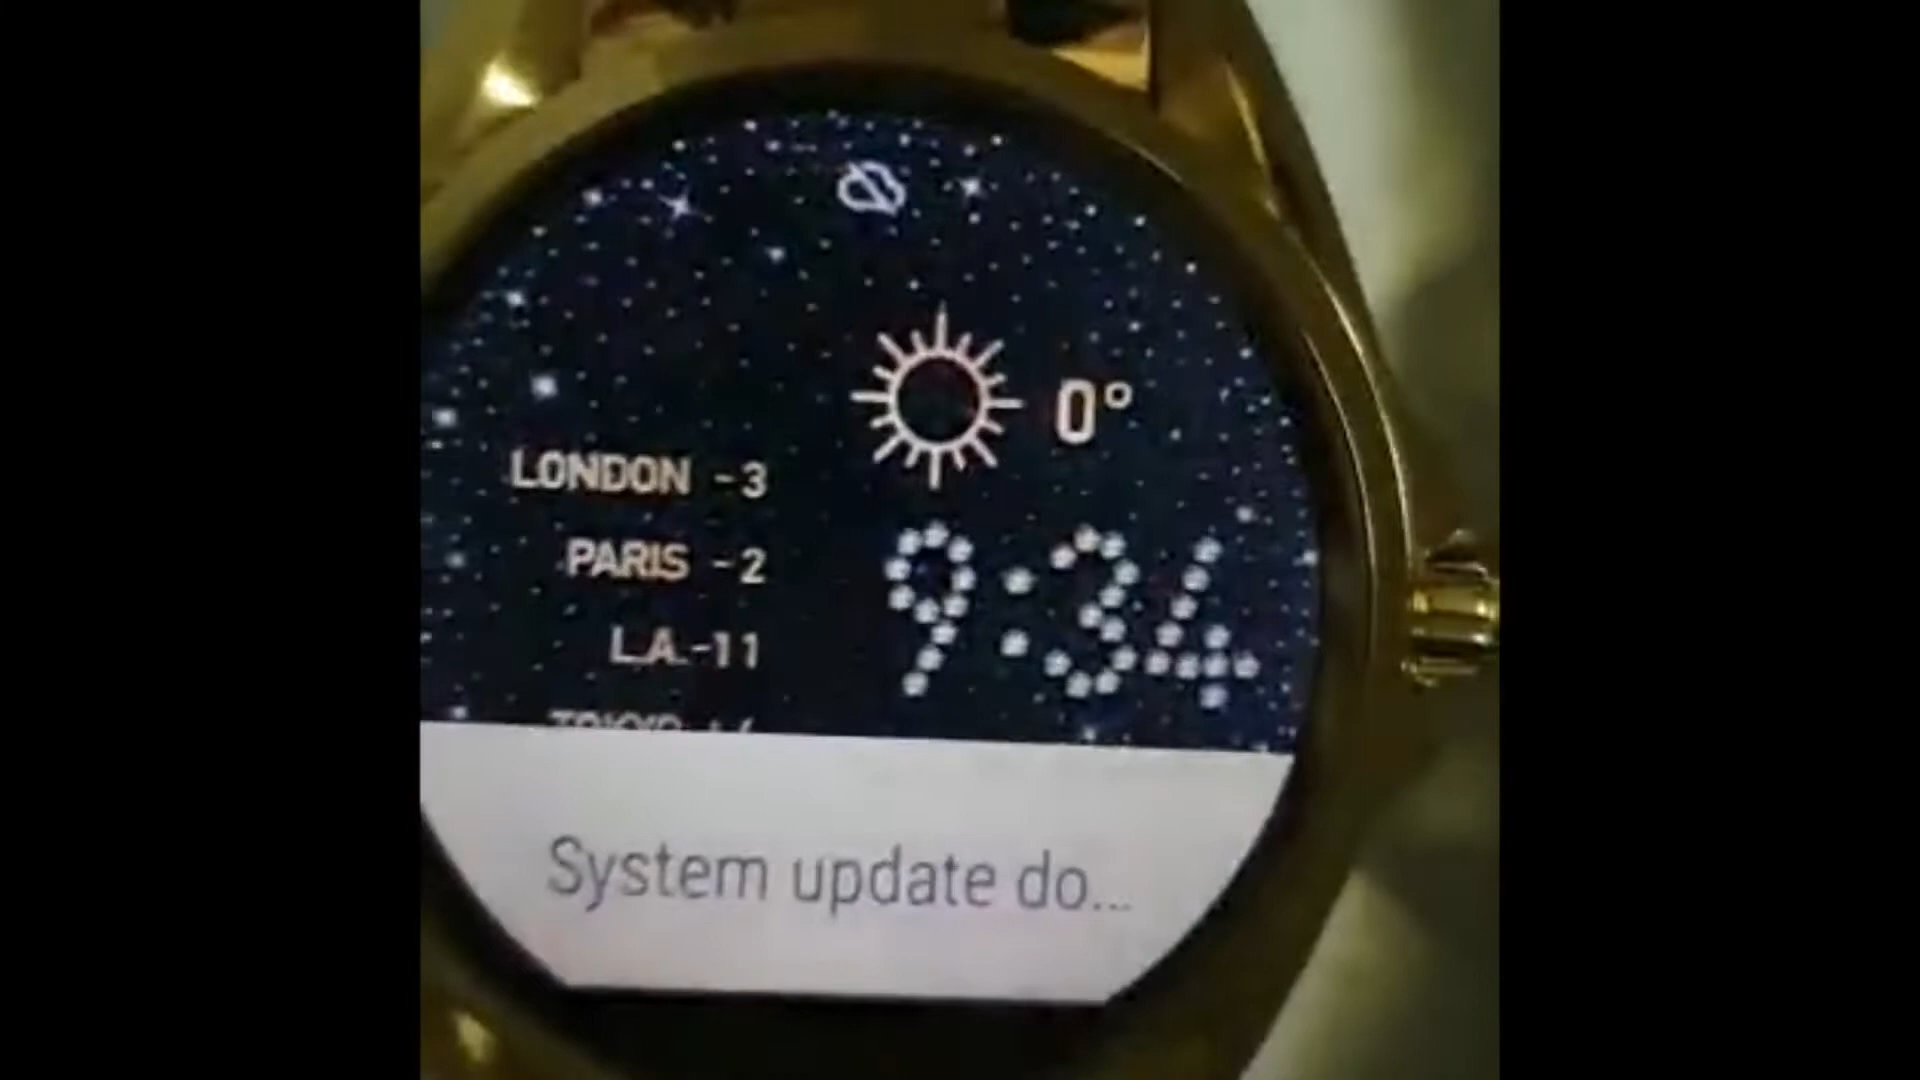 0°
LONDON -3
PARIS -2
9:34
L.A.-11
System update do...